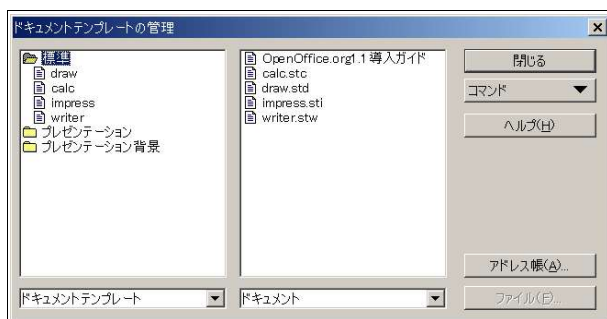 ドキュメントテンプレートの管理
標準
draw
calc
impress
writer
プレゼンテーション
プレゼンテーション背景
ドキュメントテンプレート
OpenOffice.org1.1 導入ガイド
calc.stc
draw.std
impress.sti
writer.stw
ドキュメント
閉じる
コマンド
ヘルプ(H)
アドレス帳(A)...
ファイル(F)...